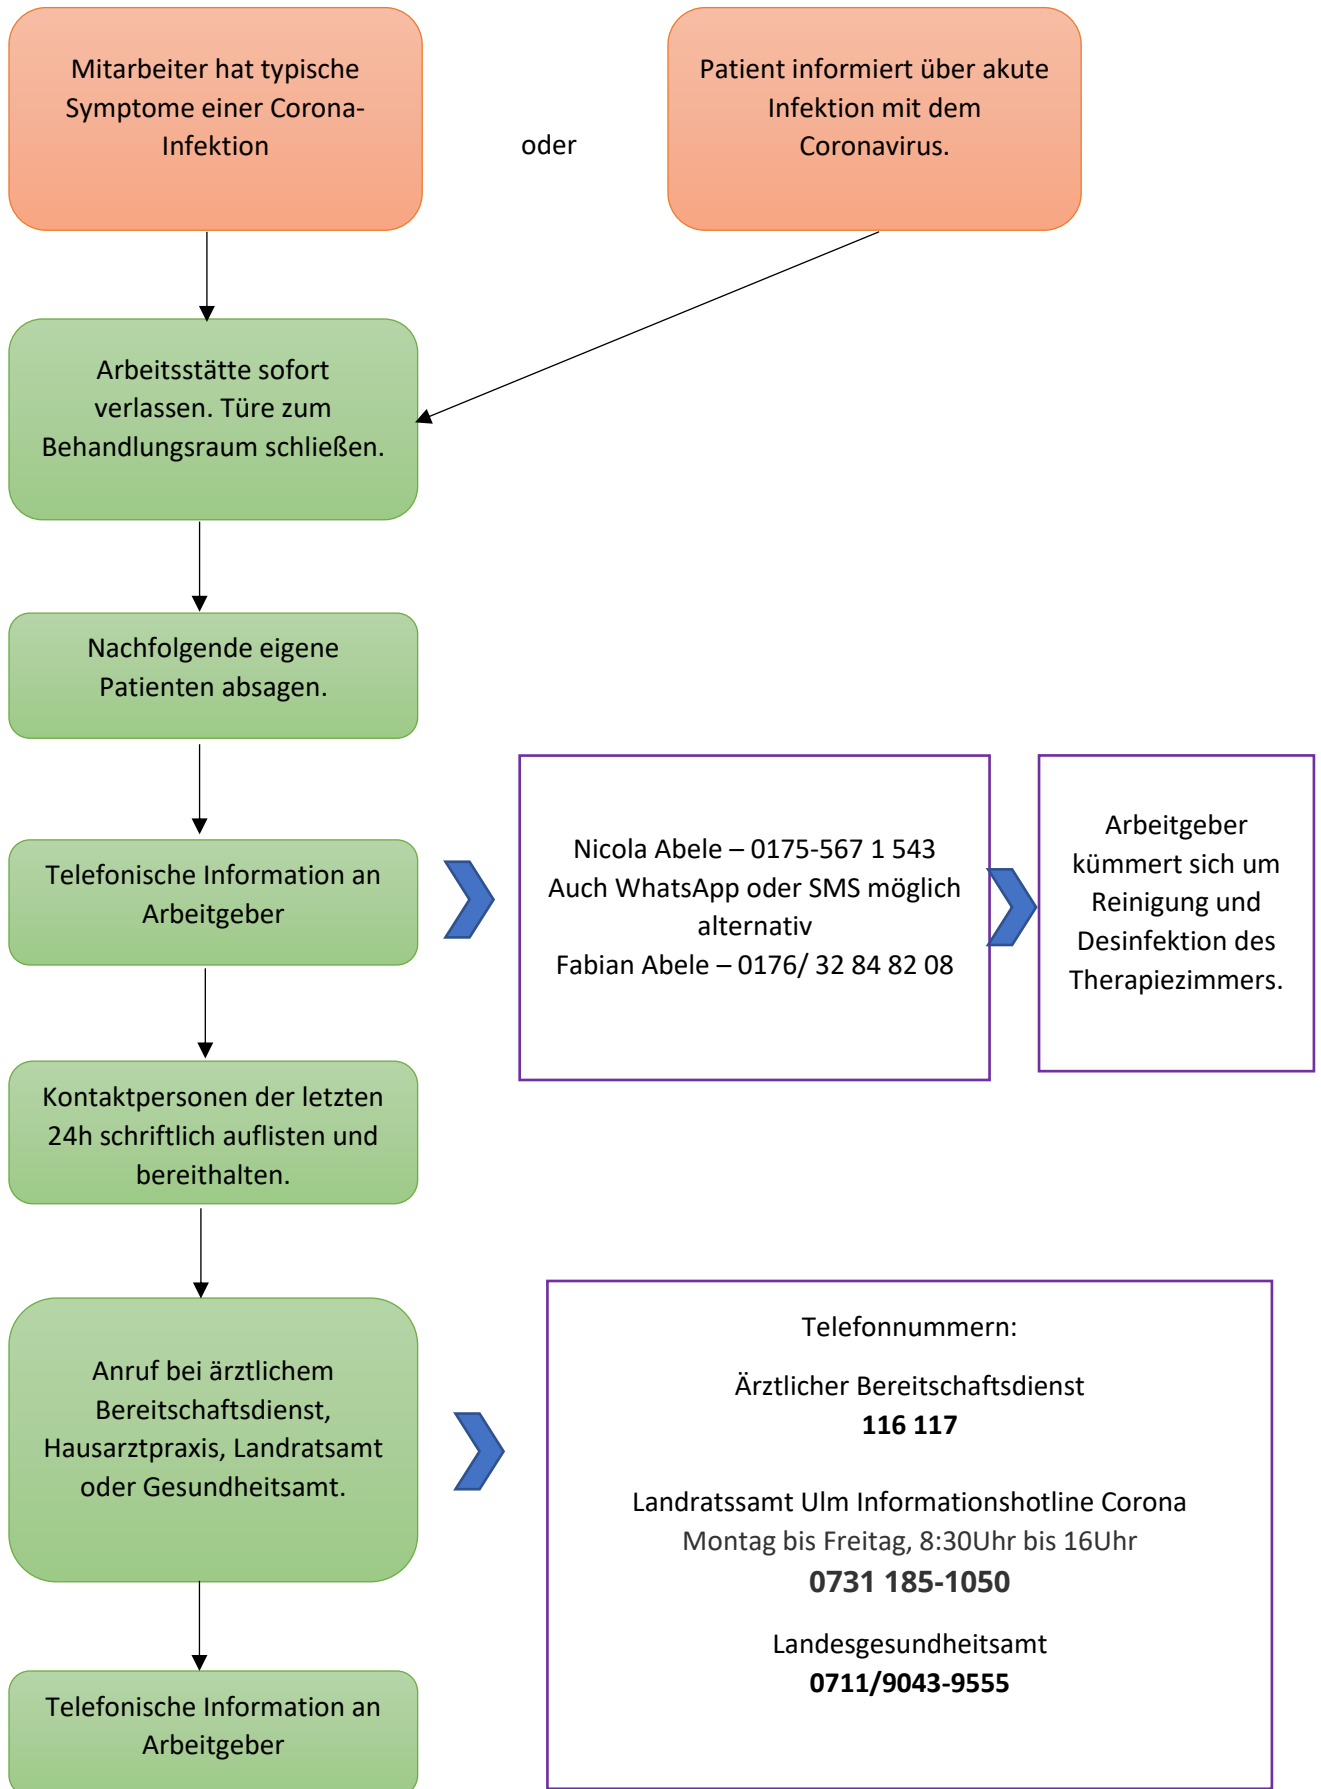 Mitarbeiter hat typische
Symptome einer Corona-
Infektion
oder
Patient informiert über akute
Infektion mit dem
Coronavirus.
Arbeitsstätte sofort
verlassen. Türe zum
Behandlungsraum schließen.
Nachfolgende eigene
Patienten absagen.
Telefonische Information an
Arbeitgeber
Nicola Abele – 0175-567 1 543
Auch WhatsApp oder SMS möglich
alternativ
Fabian Abele – 0176/ 32 84 82 08
Arbeitgeber
kümmert sich um
Reinigung und
Desinfektion des
Therapiezimmers.
Kontaktpersonen der letzten
24h schriftlich auflisten und
bereithalten.
Anruf bei ärztlichem
Bereitschaftsdienst,
Hausarztpraxis, Landratsamt
oder Gesundheitsamt.
Telefonnummern:
Ärztlicher Bereitschaftsdienst
116 117
Landratssamt Ulm Informationshotline Corona
Montag bis Freitag, 8:30Uhr bis 16Uhr
0731 185-1050
Landesgesundheitsamt
0711/9043-9555
Telefonische Information an
Arbeitgeber